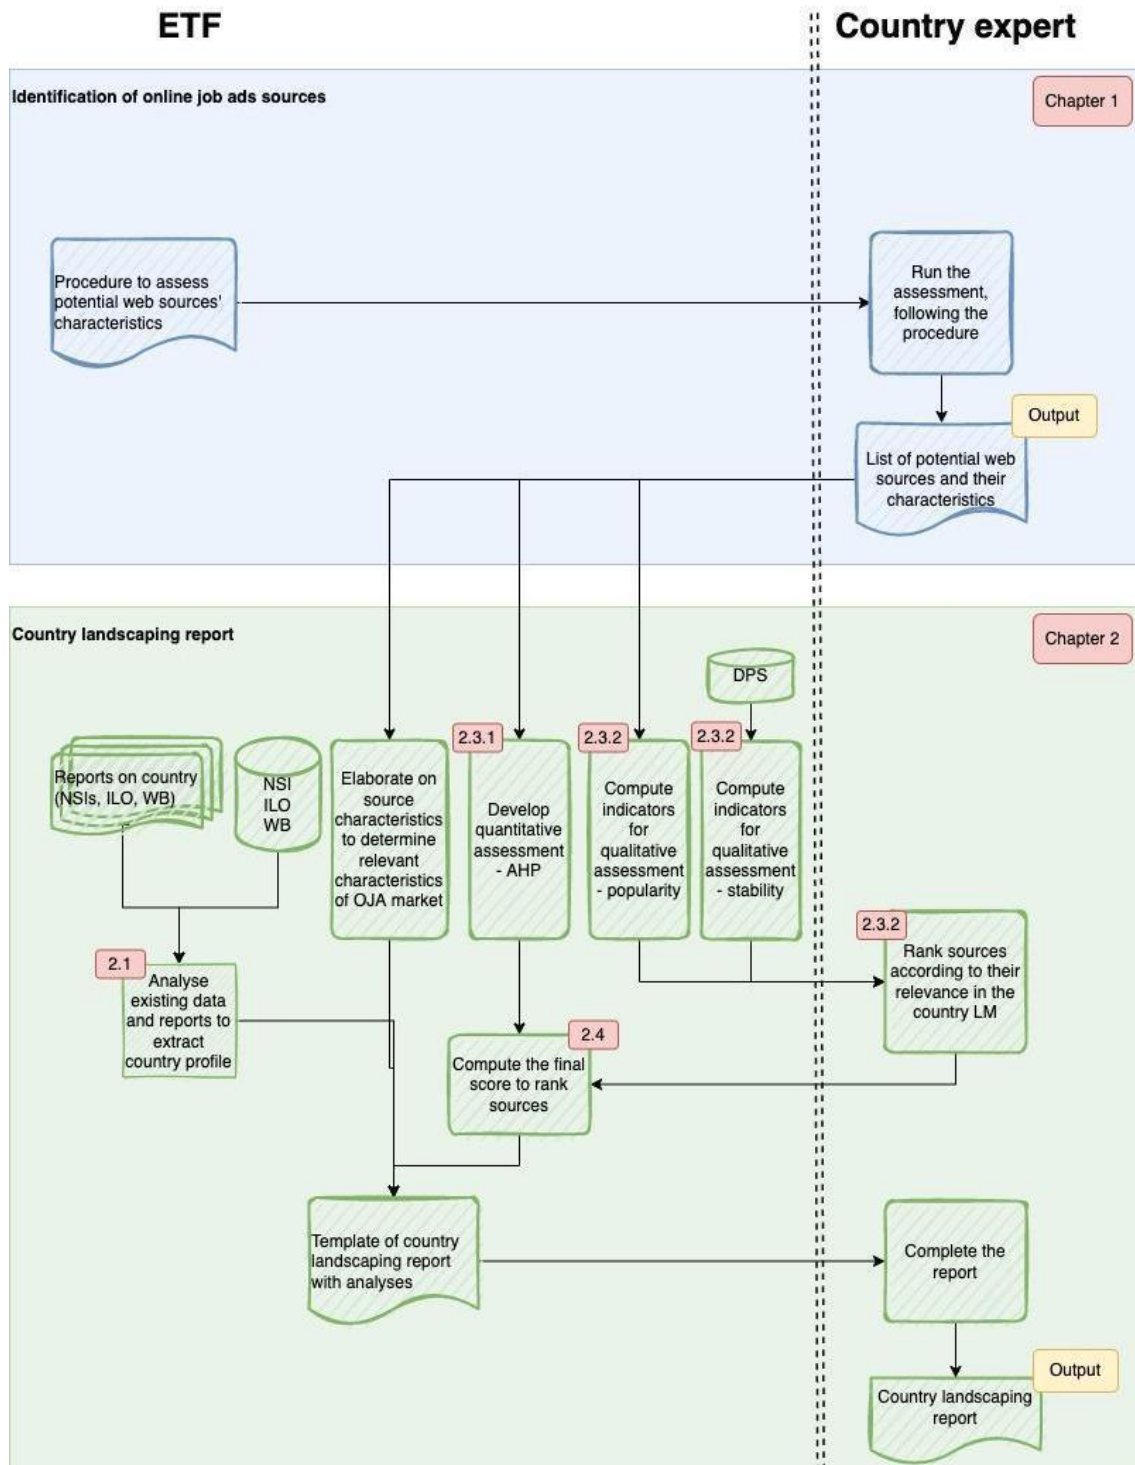 ETF
Country expert
Identification of online job ads sources
Chapter 1
Procedure to assess
potential web sources'
characteristics
Run the
assessment,
following the
procedure
Output
List of potential web
sources and their
characteristics
Country landscaping report
Chapter 2
DPS
Reports on country
(NSIs, ILO, WB)
NSI
ILO
WB
Elaborate on
source
characteristics
to determine
relevant
characteristics
of OJA market
2.3.1
Develop
quantitative
assessment
- AHP
2.3.2
Compute
indicators
for
qualitative
assessment
- popularity
2.3.2
Compute
indicators
for
qualitative
assessment
- stability
2.3.2
Rank sources
according to their
relevance in the
country LM
2.1
Analyse
existing data
and reports to
extract
country profile
2.4
Compute the final
score to rank
sources
Template of country
landscaping report
with analyses
Complete the
report
Output
Country landscaping
report